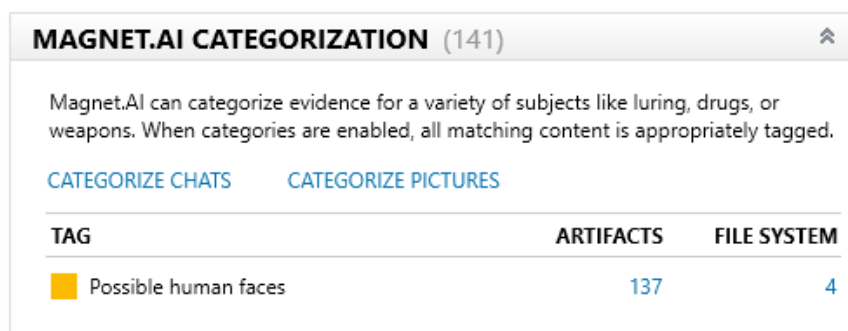 MAGNET.AI CATEGORIZATION (141)
Magnet.AI can categorize evidence for a variety of subjects like luring, drugs, or
weapons. When categories are enabled, all matching content is appropriately tagged.
CATEGORIZE CHATS CATEGORIZE PICTURES
TAG ARTIFACTS FILE SYSTEM
Possible human faces 137 4